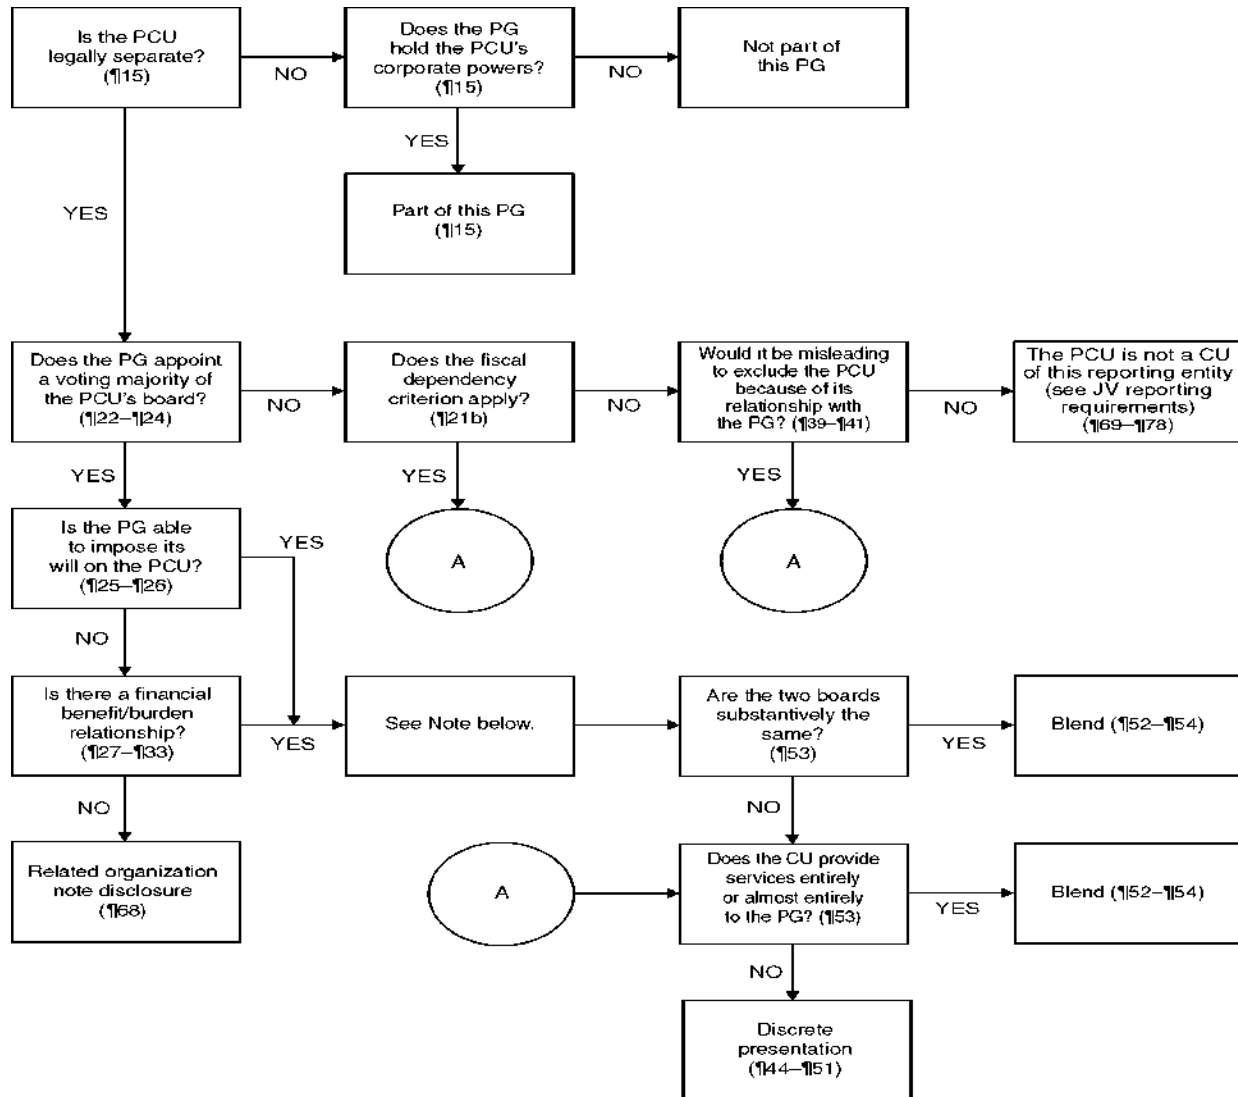 Is the PCU
legally separate?
(¶15)
NO
Does the PG
hold the PCU's
corporate powers?
(¶15)
NO
Not part of
this PG
YES
Part of this PG
(¶15)
YES
Does the PG appoint
a voting majority of
the PCU's board?
(¶22–¶24)
NO
Does the fiscal
dependency
criterion apply?
(¶21b)
NO
Would it be misleading
to exclude the PCU
because of its
relationship with
the PG? (¶39–¶41)
NO
The PCU is not a CU
of this reporting entity
(see JV reporting
requirements)
(¶69–¶78)
YES
YES
YES
Is the PG able
to impose its
will on the PCU?
(¶25–¶26)
YES
A
A
NO
Is there a financial
benefit/burden
relationship?
(¶27–¶33)
YES
See Note below.
Are the two boards
substantively the
same?
(¶53)
YES
Blend (¶52–¶54)
NO
NO
Related organization
note disclosure
(¶68)
A
Does the CU provide
services entirely
or almost entirely
to the PG? (¶53)
YES
Blend (¶52–¶54)
NO
Discrete
presentation
(¶44–¶51)